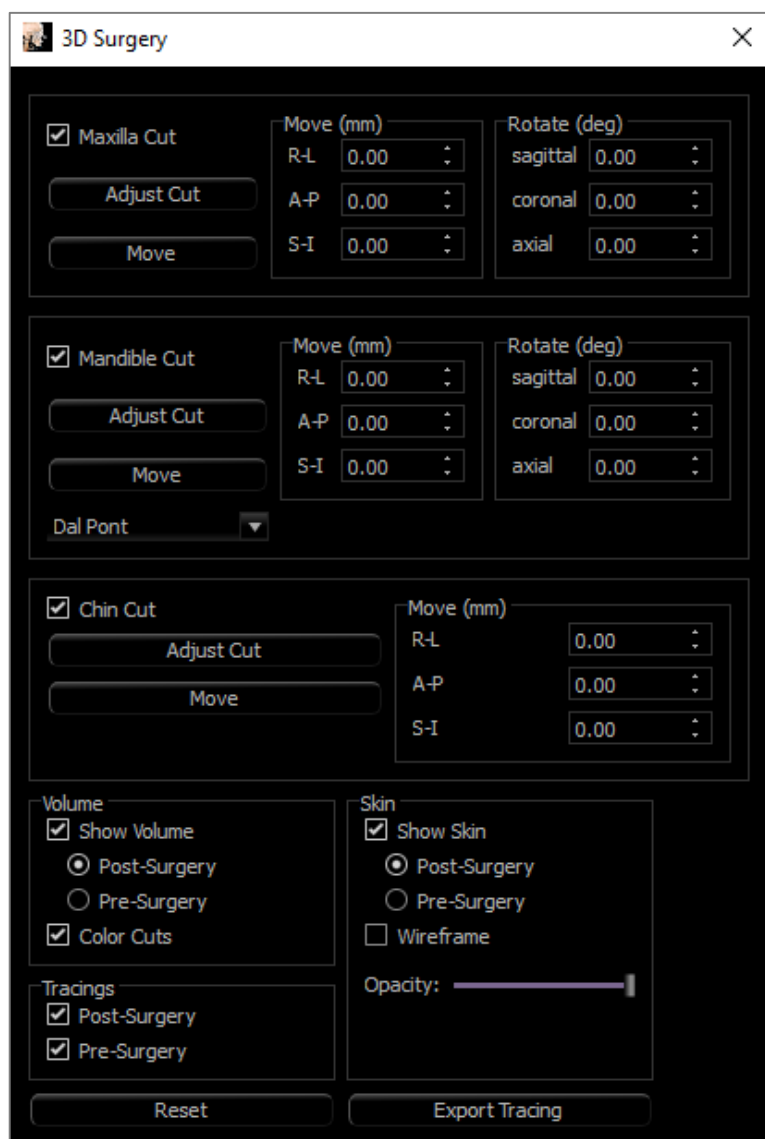 3D Surgery
Maxilla Cut
Adjust Cut
Move
Move (mm)
R-L 0.00
A-P 0.00
S-I 0.00
Rotate (deg)
sagittal 0.00
coronal 0.00
axial 0.00
Mandible Cut
Adjust Cut
Move
Dal Pont
Move (mm)
R-L 0.00
A-P 0.00
S-I 0.00
Rotate (deg)
sagittal 0.00
coronal 0.00
axial 0.00
Chin Cut
Adjust Cut
Move
Move (mm)
R-L 0.00
A-P 0.00
S-I 0.00
Volume
Show Volume
Post-Surgery
Pre-Surgery
Color Cuts
Tracings
Post-Surgery
Pre-Surgery
Skin
Show Skin
Post-Surgery
Pre-Surgery
Wireframe
Opacity:
Reset
Export Tracing